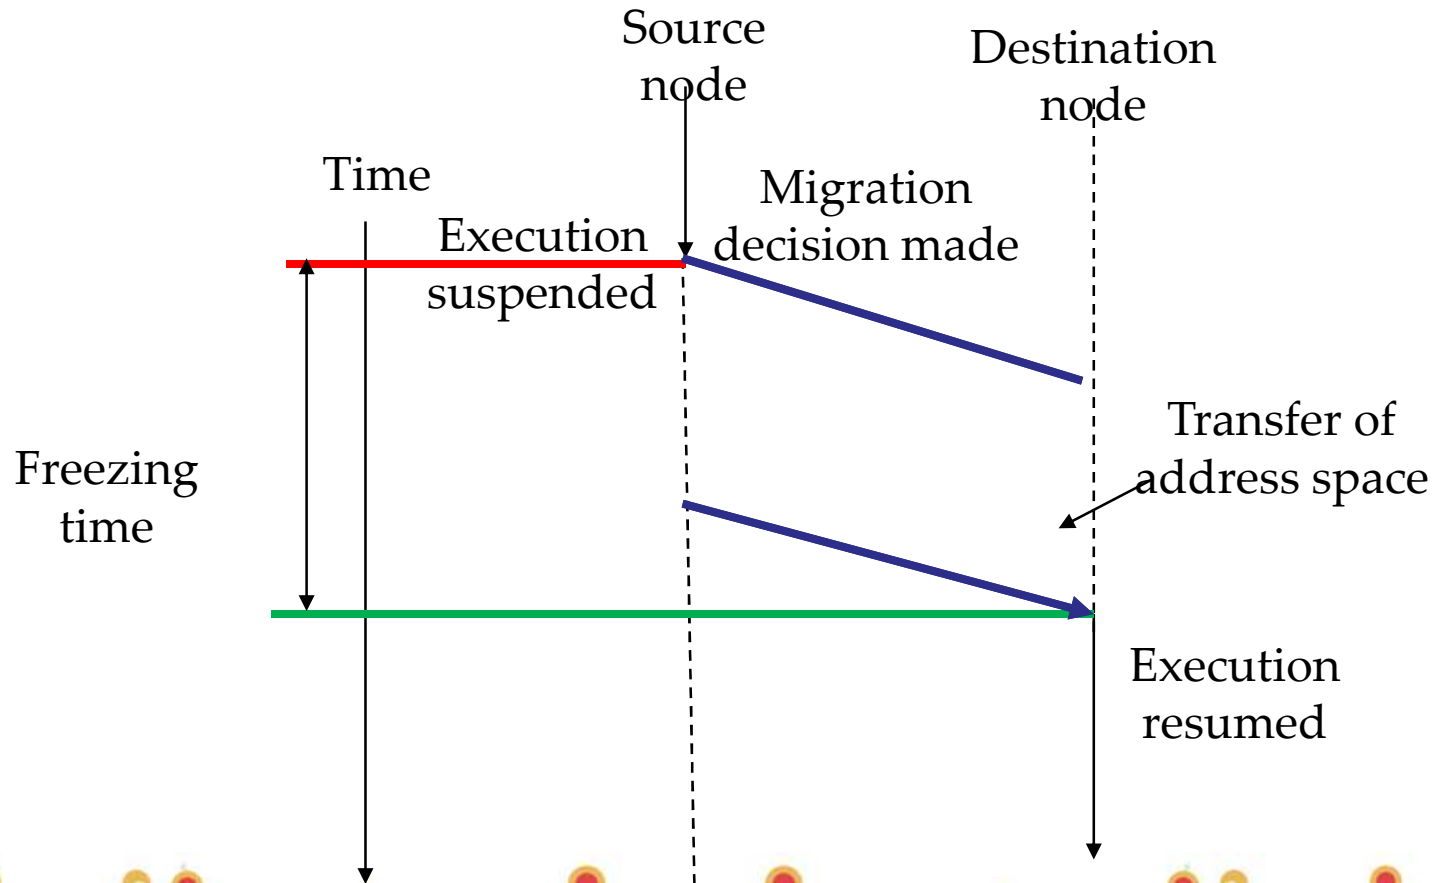 Source
node
Destination
node
Time
Migration
decision made
Execution
suspended
Transfer of
address space
Freezing
time
Execution
resumed